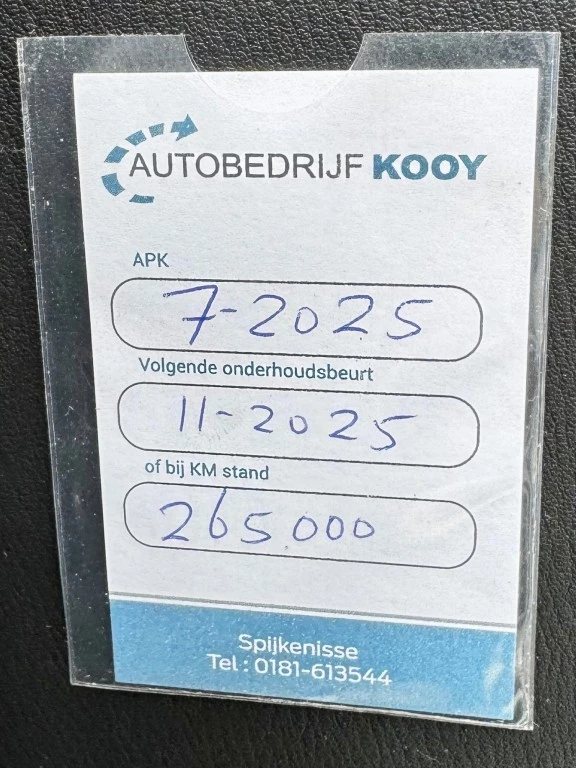 AUTOBEDRIJF KOOY
APK
7-2025
Volgende onderhoudsbeurt
11-2025
of bij KM stand
265000
Spijkenisse
Tel : 0181-613544